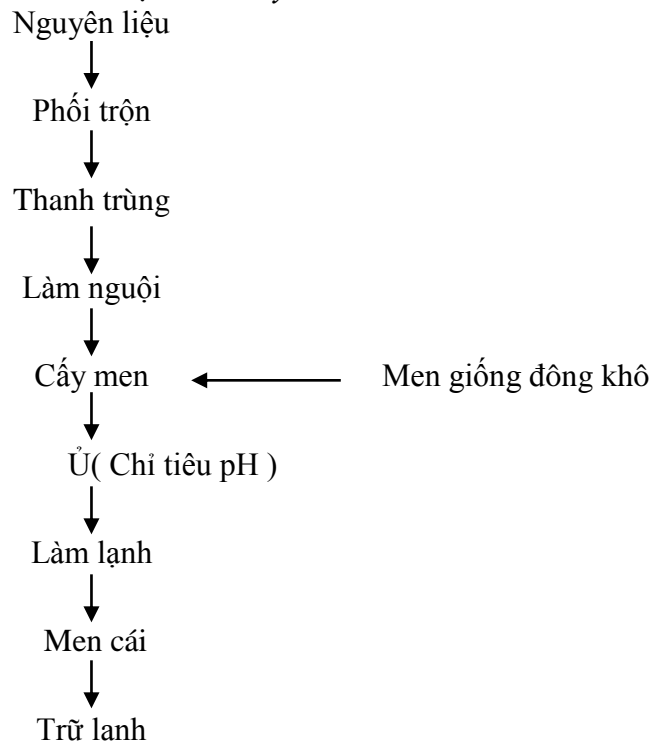 Nguyên liệu
Phối trộn
Thanh trùng
Làm nguội
Cấy men
Men giống đông khô
Ủ( Chỉ tiêu pH )
Làm lạnh
Men cái
Trữ lanh